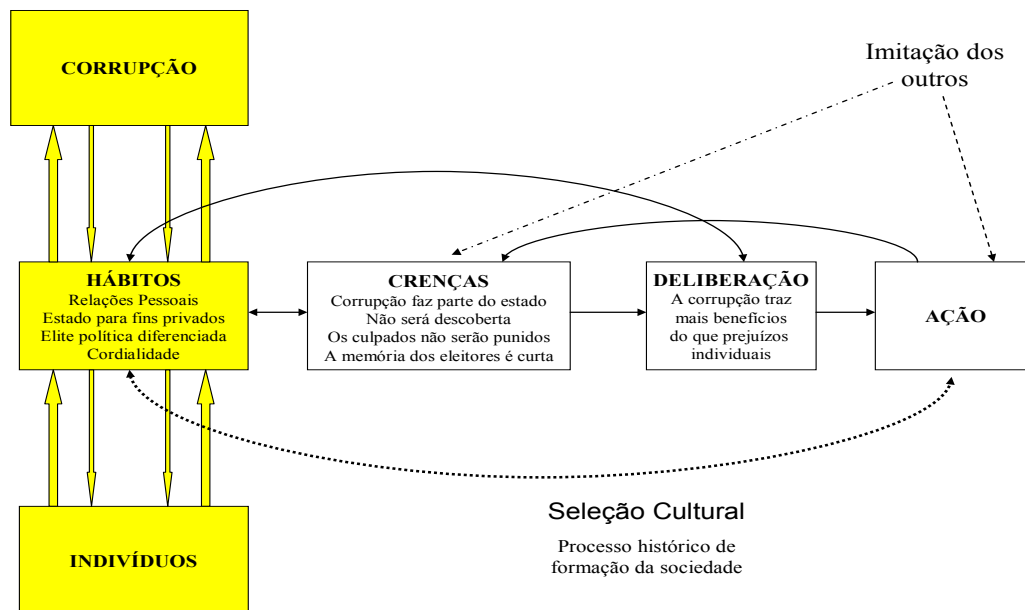 CORRUPÇÃO
Imitação dos
outros
HÁBITOS
Relações Pessoais
Estado para fins privados
Elite política diferenciada
Cordialidade
CRENÇAS
Corrupção faz parte do estado
Não será descoberta
Os culpados não serão punidos
A memória dos eleitores é curta
DELIBERAÇÃO
A corrupção traz
mais benefícios
do que prejuízos
individuais
AÇÃO
Seleção Cultural
Processo histórico de
formação da sociedade
INDIVÍDUOS